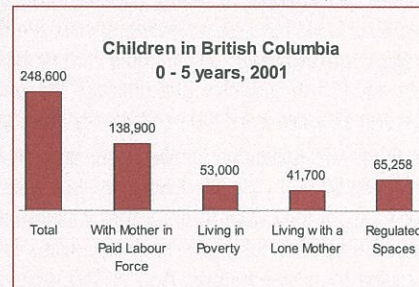 Children in British Columbia
0 - 5 years, 2001
248,600
138,900
53,000
41,700
65,258
Total
With Mother in
Paid Labour
Force
Living in
Poverty
Living with a
Lone Mother
Regulated
Spaces